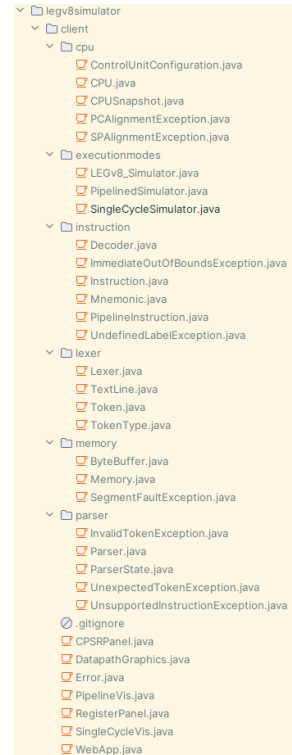 legv8simulator
client
cpu
ControlUnitConfiguration.java
CPU.java
CPUSnapshot.java
PCAlignmentException.java
SPAlignmentException.java
executionmodes
LEGv8_Simulator.java
PipelinedSimulator.java
SingleCycleSimulator.java
instruction
Decoder.java
ImmediateOutOfBoundsException.java
Instruction.java
Mnemonic.java
PipelineInstruction.java
UndefinedLabelException.java
lexer
Lexer.java
TextLine.java
Token.java
TokenType.java
memory
ByteBuffer.java
Memory.java
SegmentFaultException.java
parser
InvalidTokenException.java
Parser.java
ParserState.java
UnexpectedTokenException.java
UnsupportedInstructionException.java
.gitignore
CPSRPanel.java
DatapathGraphics.java
Error.java
PipelineVis.java
RegisterPanel.java
SingleCycleVis.java
WebApp.java